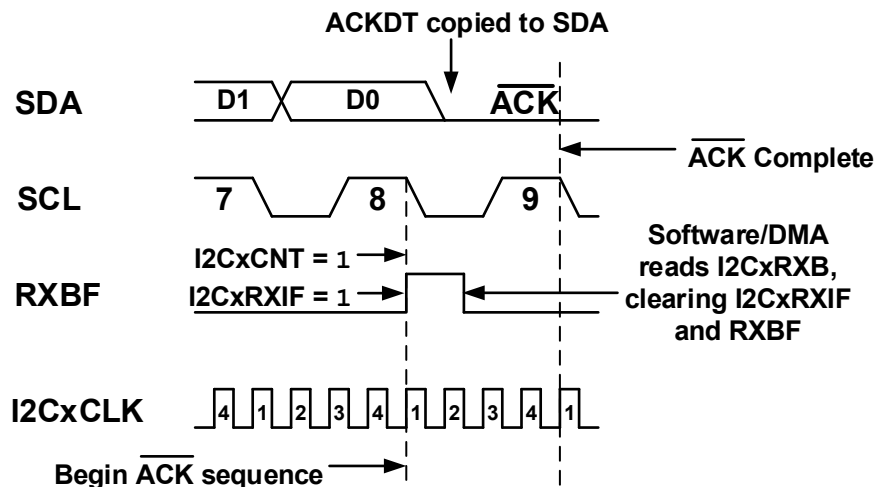 ACKDT copied to SDA
SDA
D1
D0
ACK
ACK Complete
SCL
7
8
9
I2CxCNT = 1
Software/DMA
reads I2CxRXB,
clearing I2CxRXIF
and RXBF
RXBF
I2CxRXIF = 1
I2CxCLK
4 1 2 3 4 1 2 3 4 1
Begin ACK sequence